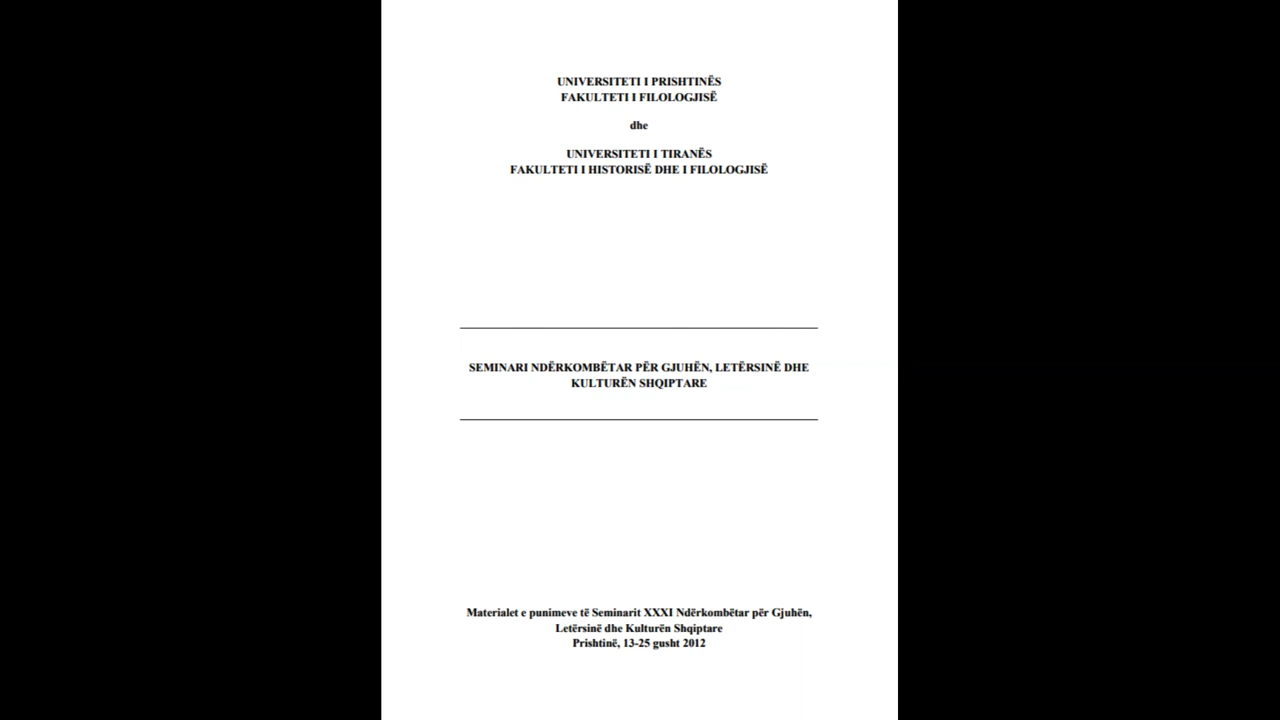 UNIVERSITETI I PRISHTINËS
FAKULTETI I FILOLOGJISË
dhe
UNIVERSITETI I TIRANËS
FAKULTETI I HISTORISË DHE I FILOLOGJISË
SEMINARI NDËRKOMBËTAR PËR GJUHËN, LETËRSINË DHE
KULTURËN SHQIPTARE
Materialet e punimeve të Seminarit XXXI Ndërkombëtar për Gjuhën,
Letërsinë dhe Kulturën Shqiptare
Prishtinë, 13-25 gusht 2012